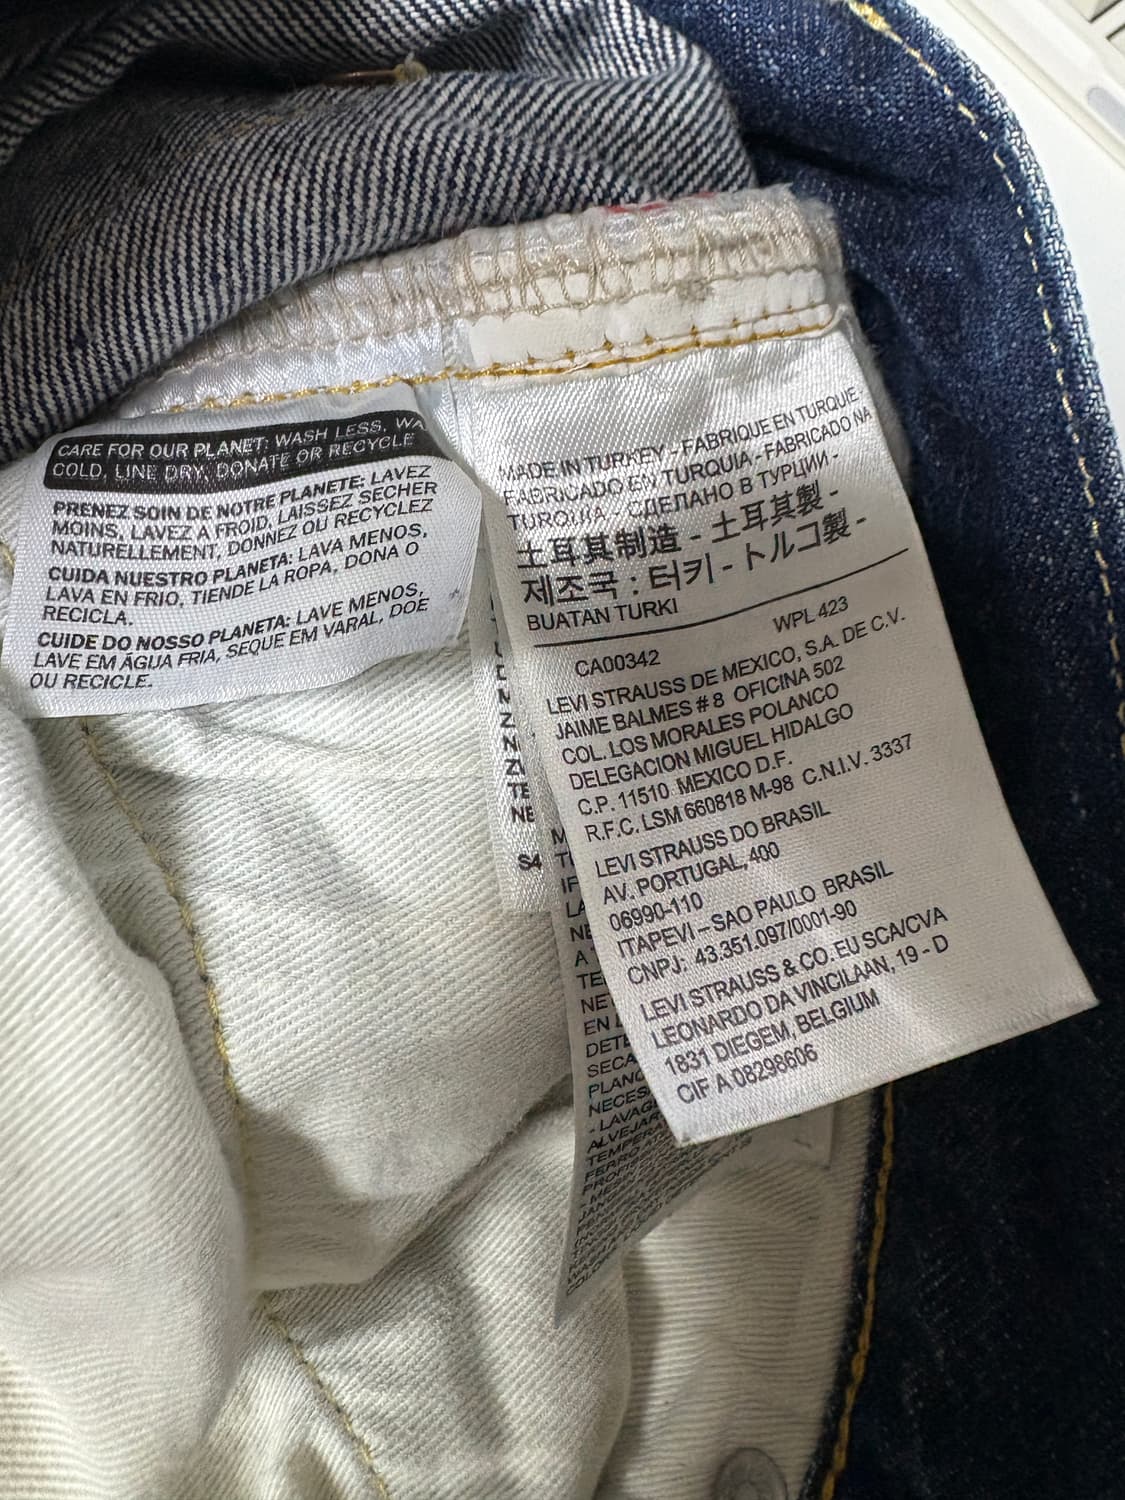 CARE FOR OUR PLANET: WASH LESS, WA
COLD, LINE DRY, DONATE OR RECYCLE
PRENEZ SOIN DE NOTRE PLANETE: LAVEZ
MOINS, LAVEZ A FROID, LAISSEZ SECHER
NATURELLEMENT, DONNEZ OU RECYCLEZ
CUIDA NUESTRO PLANETA: LAVA MENOS,
LAVA EN FRIO, TIENDE LA ROPA, DONA O
RECICLA.
CUIDE DO NOSSO PLANETA: LAVE MENOS,
LAVE EM ÁGUA FRIA, SEQUE EM VARAL, DOE
OU RECICLE.
MADE IN TURKEY - FABRIQUE EN TURQUIE
FABRICADO EN TURQUIA - FABRICADO NA
TURQUIA - СДЕЛАНО В ТУРЦИИ -
土耳其制造 - 土耳其製 -
제조국 : 터키 - トルコ製 -
BUATAN TURKI
WPL 423
CA00342
LEVI STRAUSS DE MEXICO, S.A. DE C.V.
JAIME BALMES # 8 OFICINA 502
COL. LOS MORALES POLANCO
DELEGACION MIGUEL HIDALGO
C.P. 11510 MEXICO D.F.
R.F.C. LSM 660818 M-98 C.N.I.V. 3337
LEVI STRAUSS DO BRASIL
AV. PORTUGAL, 400
06990-110
ITAPEVI – SAO PAULO BRASIL
CNPJ: 43.351.097/0001-90
LEVI STRAUSS & CO. EU SCA/CVA
LEONARDO DA VINCILAAN, 19 - D
1831 DIEGEM, BELGIUM
CIF A 08298606
S4